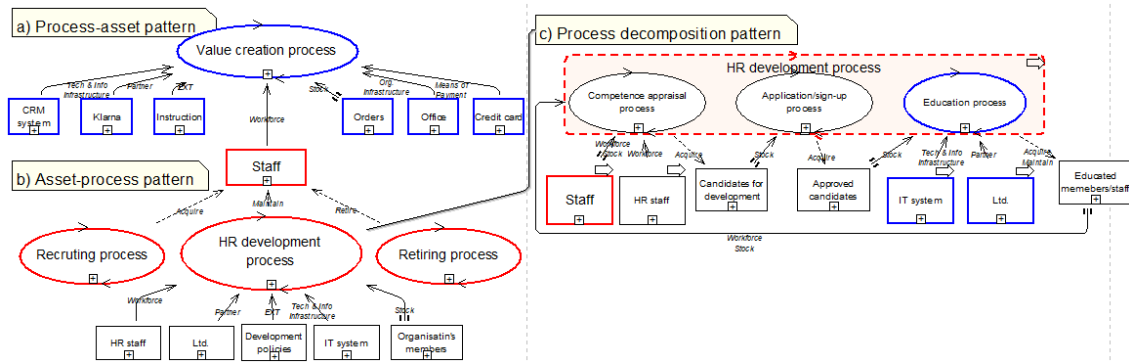 a) Process-asset pattern
Value creation process
Tech & Info
Infrastructure
Partner
EXT
Stock
Org
Infrastructure
Means of
Payment
CRM
system
Klarna
Instruction
Orders
Office
Credit card
Workforce
Staff
b) Asset-process pattern
Acquire
Maintain
Retire
Recruting process
HR development
process
Retiring process
Workforce
Partner
EXT
Tech & Info
Infrastructure
Stock
HR staff
Ltd.
Development
policies
IT system
Organisatin's
members
c) Process decomposition pattern
HR development process
Competence appraisal
process
Application/sign-up
process
Education process
Workforce
Stock
Workforce
Acquire
Stock
Acquire
Stock
Tech & Info
Infrastructure
Partner
Acquire
Maintain
Staff
HR staff
Candidates for
development
Approved
candidates
IT system
Ltd.
Educated
memebers/staff
Workforce
Stock